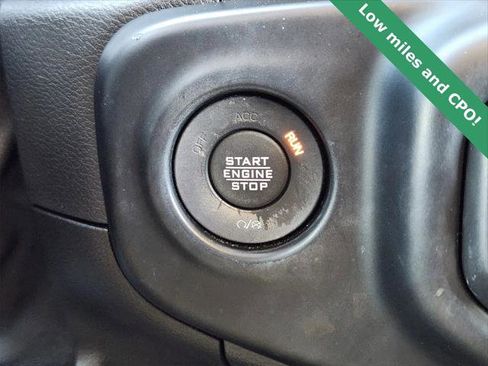 Low miles and CPO!
OFF
ACC
RUN
START
ENGINE
STOP